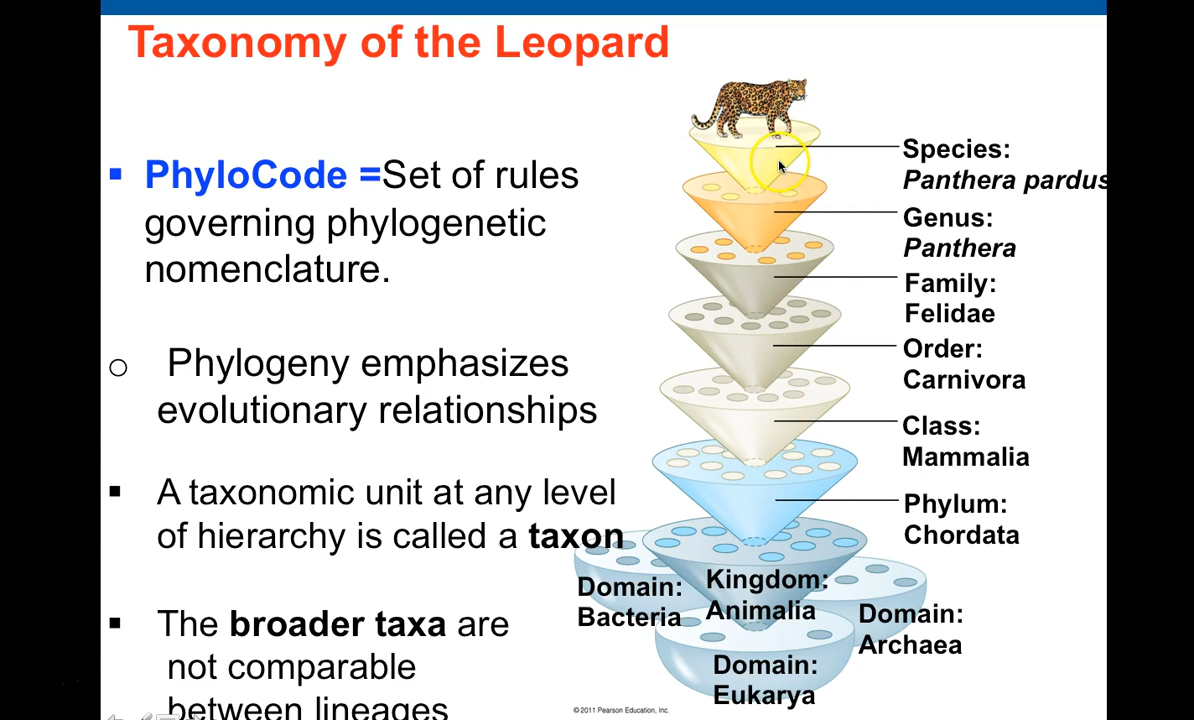 Taxonomy of the Leopard
PhyloCode =Set of rules
governing phylogenetic
nomenclature.
Phylogeny emphasizes
evolutionary relationships
A taxonomic unit at any level
of hierarchy is called a taxon
The broader taxa are
not comparable
between lineages
Species:
Panthera pardus
Genus:
Panthera
Family:
Felidae
Order:
Carnivora
Class:
Mammalia
Phylum:
Chordata
Kingdom:
Animalia
Domain:
Bacteria
Domain:
Archaea
Domain:
Eukarya
© 2011 Pearson Education, Inc.